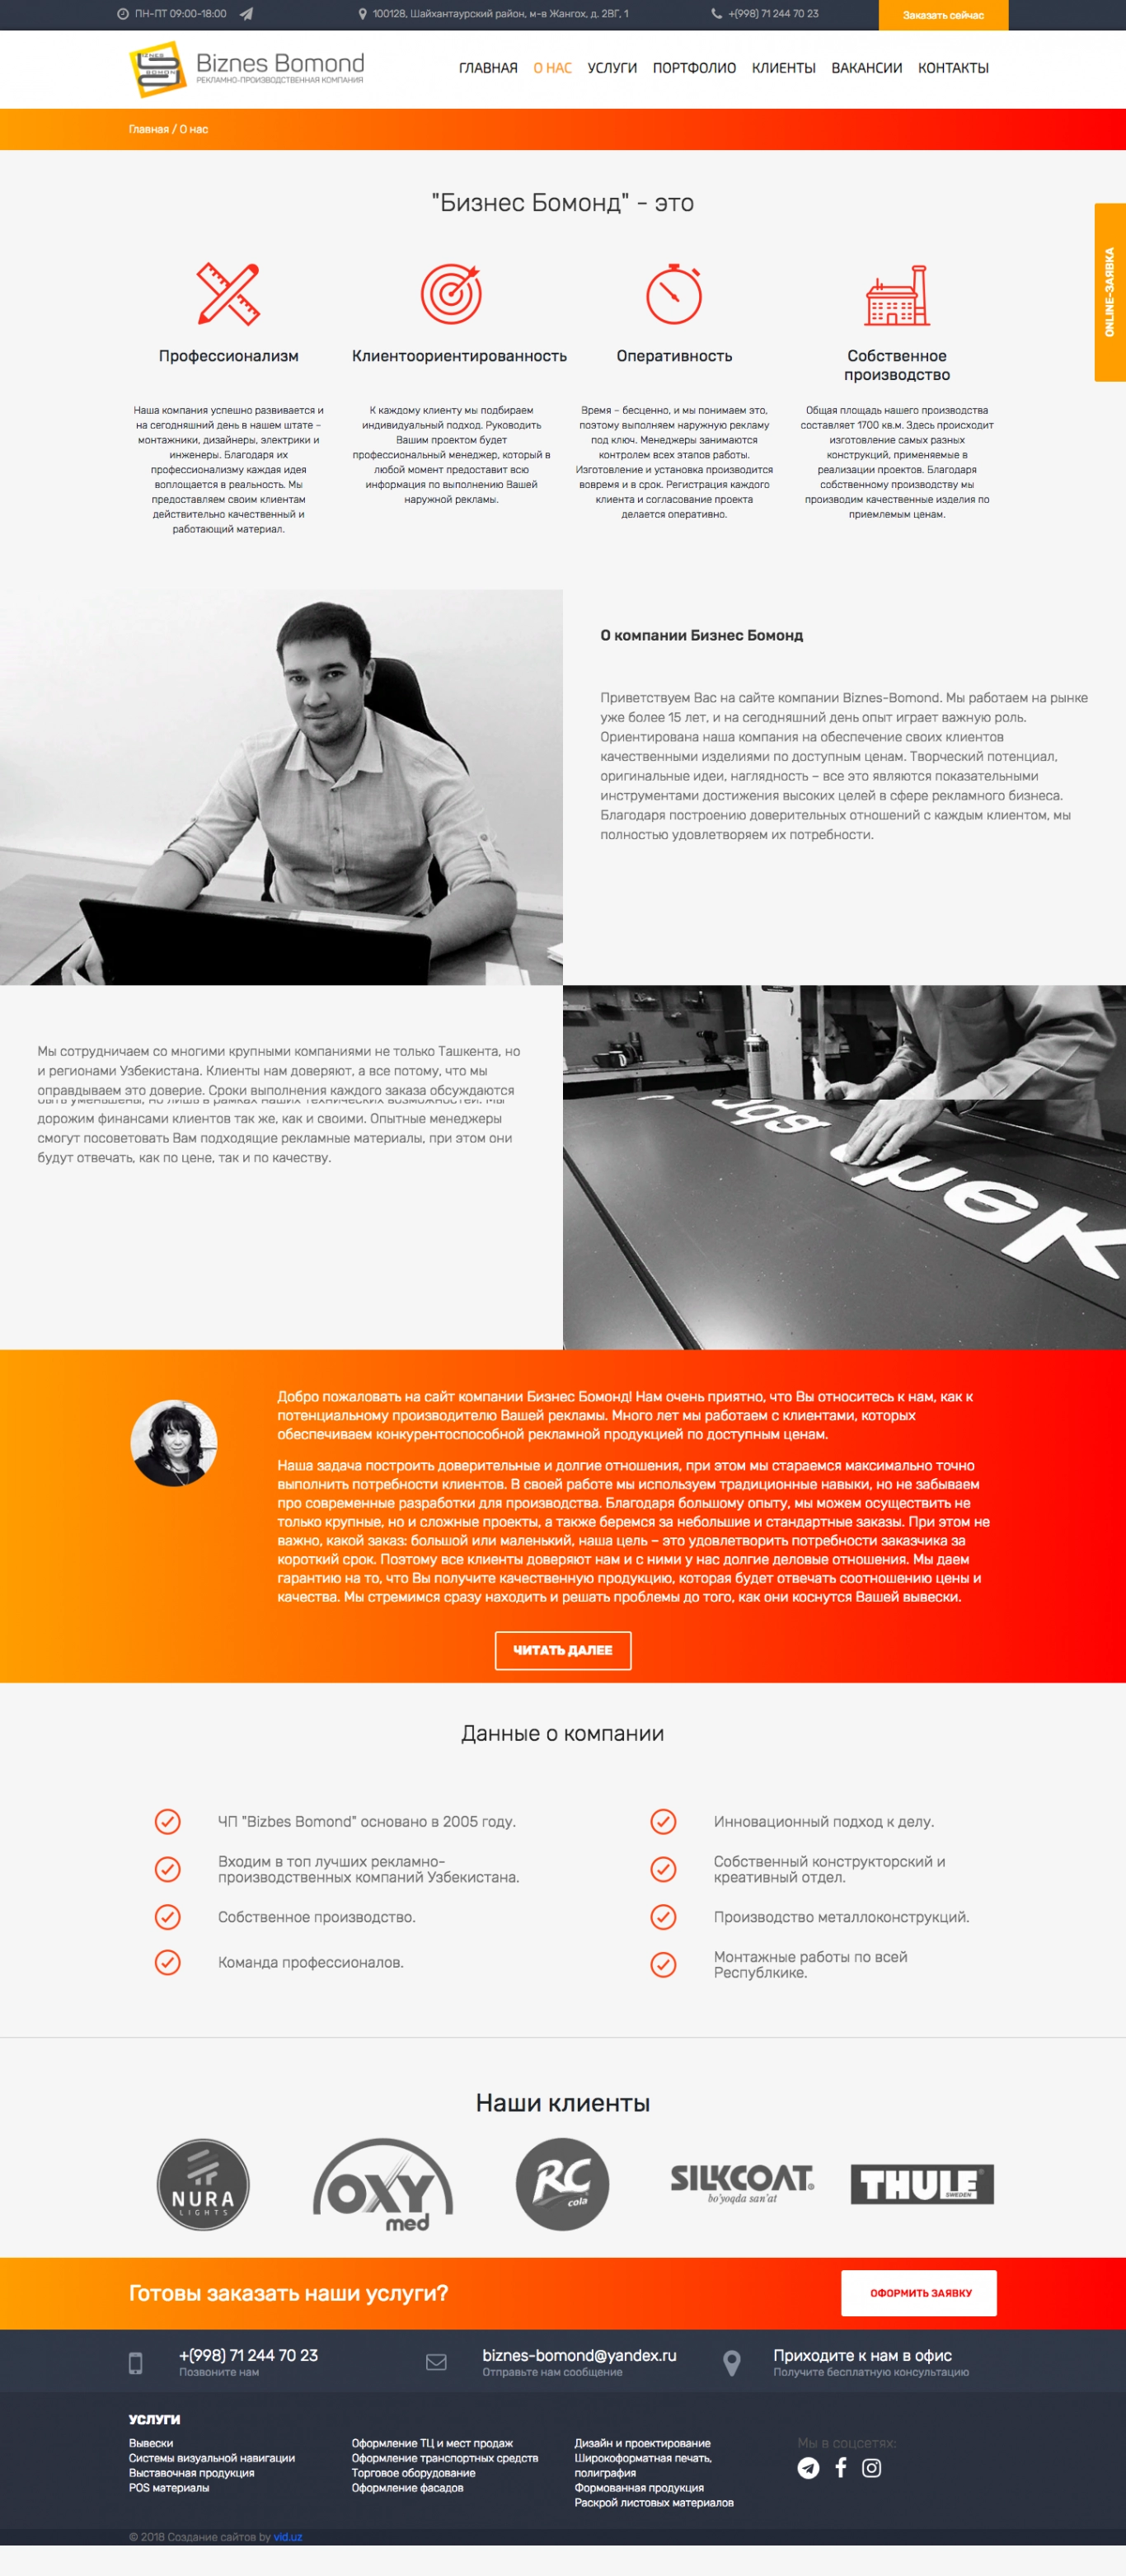 ПН-ПТ 09:00-18:00
100128, Шайхантаурский район, м-в Жангох, д. 2ВГ, 1
+(998) 71 244 70 23
Заказать сейчас
BIZNES BOMOND
Biznes Bomond
РЕКЛАМНО-ПРОИЗВОДСТВЕННАЯ КОМПАНИЯ
ГЛАВНАЯ О НАС УСЛУГИ ПОРТФОЛИО КЛИЕНТЫ ВАКАНСИИ КОНТАКТЫ
Главная / О нас
"Бизнес Бомонд" - это
ONLINE-ЗАЯВКА
Профессионализм
Наша компания успешно развивается и
на сегодняшний день в нашем штате –
монтажники, дизайнеры, электрики и
инженеры. Благодаря их
профессионализму каждая идея
воплощается в реальность. Мы
предоставляем своим клиентам
действительно качественный и
работающий материал.
Клиентоориентированность
К каждому клиенту мы подбираем
индивидуальный подход. Руководить
Вашим проектом будет
профессиональный менеджер, который в
любой момент предоставит всю
информация по выполнению Вашей
наружной рекламы.
Оперативность
Время – бесценно, и мы понимаем это,
поэтому выполняем наружную рекламу
под ключ. Менеджеры занимаются
контролем всех этапов работы.
Изготовление и установка производится
вовремя и в срок. Регистрация каждого
клиента и согласование проекта
делается оперативно.
Собственное
производство
Общая площадь нашего производства
составляет 1700 кв.м. Здесь происходит
изготовление самых разных
конструкций, применяемые в
реализации проектов. Благодаря
собственному производству мы
производим качественные изделия по
приемлемым ценам.
О компании Бизнес Бомонд
Приветствуем Вас на сайте компании Biznes-Bomond. Мы работаем на рынке
уже более 15 лет, и на сегодняшний день опыт играет важную роль.
Ориентирована наша компания на обеспечение своих клиентов
качественными изделиями по доступным ценам. Творческий потенциал,
оригинальные идеи, наглядность – все это являются показательными
инструментами достижения высоких целей в сфере рекламного бизнеса.
Благодаря построению доверительных отношений с каждым клиентом, мы
полностью удовлетворяем их потребности.
Мы сотрудничаем со многими крупными компаниями не только Ташкента, но
и регионами Узбекистана. Клиенты нам доверяют, а все потому, что мы
оправдываем это доверие. Сроки выполнения каждого заказа обсуждаются
быть уменьшены, но лишь в рамках наших технических возможностей. Мы
дорожим финансами клиентов так же, как и своими. Опытные менеджеры
смогут посоветовать Вам подходящие рекламные материалы, при этом они
будут отвечать, как по цене, так и по качеству.
Добро пожаловать на сайт компании Бизнес Бомонд! Нам очень приятно, что Вы относитесь к нам, как к
потенциальному производителю Вашей рекламы. Много лет мы работаем с клиентами, которых
обеспечиваем конкурентоспособной рекламной продукцией по доступным ценам.
Наша задача построить доверительные и долгие отношения, при этом мы стараемся максимально точно
выполнить потребности клиентов. В своей работе мы используем традиционные навыки, но не забываем
про современные разработки для производства. Благодаря большому опыту, мы можем осуществить не
только крупные, но и сложные проекты, а также беремся за небольшие и стандартные заказы. При этом не
важно, какой заказ: большой или маленький, наша цель – это удовлетворить потребности заказчика за
короткий срок. Поэтому все клиенты доверяют нам и с ними у нас долгие деловые отношения. Мы даем
гарантию на то, что Вы получите качественную продукцию, которая будет отвечать соотношению цены и
качества. Мы стремимся сразу находить и решать проблемы до того, как они коснутся Вашей вывески.
ЧИТАТЬ ДАЛЕЕ
Данные о компании
ЧП "Bizbes Bomond" основано в 2005 году.
Входим в топ лучших рекламно-
производственных компаний Узбекистана.
Собственное производство.
Команда профессионалов.
Инновационный подход к делу.
Собственный конструкторский и
креативный отдел.
Производство металлоконструкций.
Монтажные работы по всей
Республкике.
Наши клиенты
NURA
LIGHTS
OXY
med
RC
cola
SILKCOAT®
bo'yoqda san'at
THULE®
SWEDEN
Готовы заказать наши услуги?
ОФОРМИТЬ ЗАЯВКУ
+(998) 71 244 70 23
Позвоните нам
biznes-bomond@yandex.ru
Отправьте нам сообщение
Приходите к нам в офис
Получите бесплатную консультацию
УСЛУГИ
Вывески
Системы визуальной навигации
Выставочная продукция
POS материалы
Оформление ТЦ и мест продаж
Оформление транспортных средств
Торговое оборудование
Оформление фасадов
Дизайн и проектирование
Широкоформатная печать,
полиграфия
Формованная продукция
Раскрой листовых материалов
Мы в соцсетях:
© 2018 Создание сайтов by vid.uz